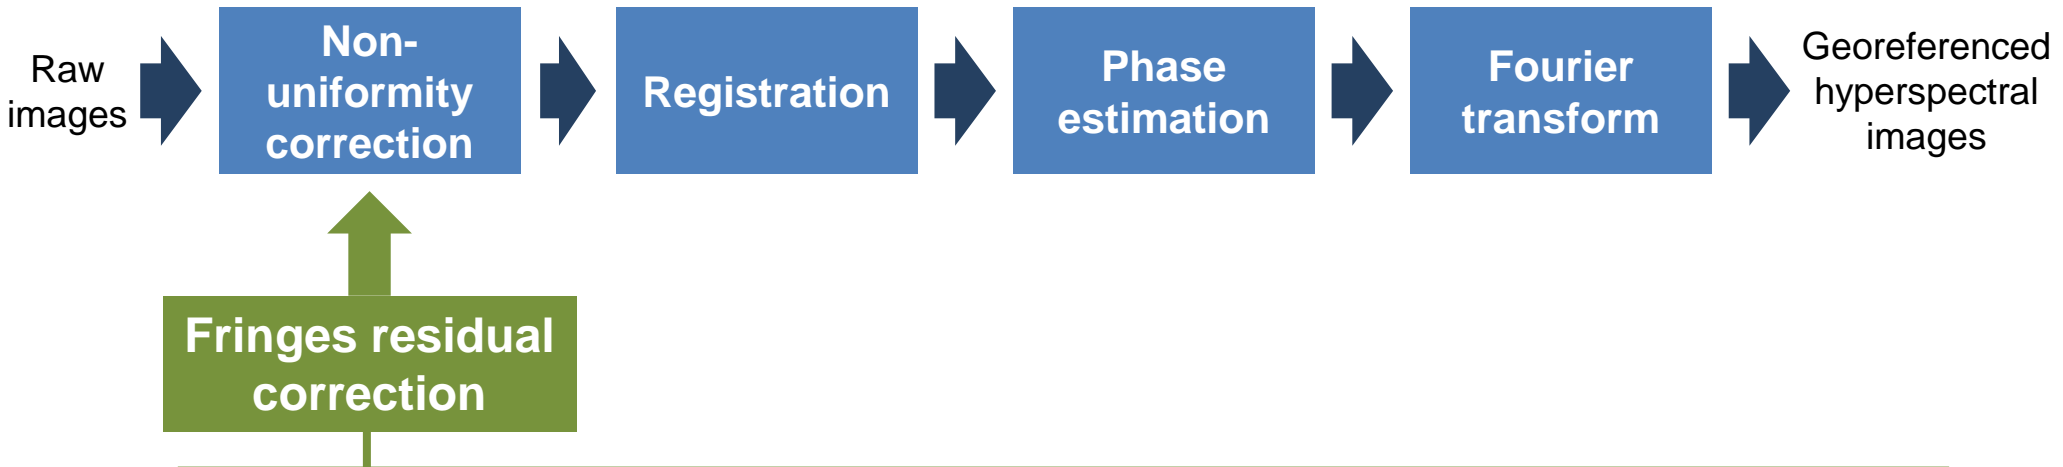 Raw
images
Non-
uniformity
correction
Registration
Phase
estimation
Fourier
transform
Georeferenced
hyperspectral
images
Fringes residual
correction